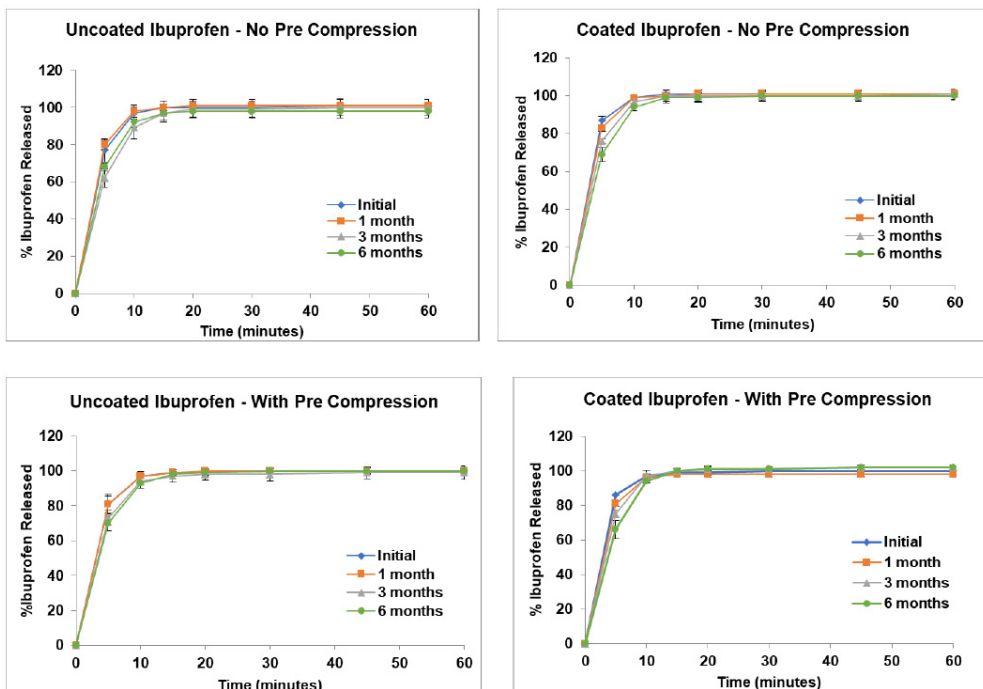 Uncoated Ibuprofen - No Pre Compression
% Ibuprofen Released
120
100
80
60
40
20
0
Initial
1 month
3 months
6 months
0 10 20 30 40 50 60
Time (minutes)
Coated Ibuprofen - No Pre Compression
% Ibuprofen Released
120
100
80
60
40
20
0
Initial
1 month
3 months
6 months
0 10 20 30 40 50 60
Time (minutes)
Uncoated Ibuprofen - With Pre Compression
%Ibuprofen Released
120
100
80
60
40
20
0
Initial
1 month
3 months
6 months
0 10 20 30 40 50 60
Time (minutes)
Coated Ibuprofen - With Pre Compression
% Ibuprofen Released
120
100
80
60
40
20
0
Initial
1 month
3 months
6 months
0 10 20 30 40 50 60
Time (minutes)